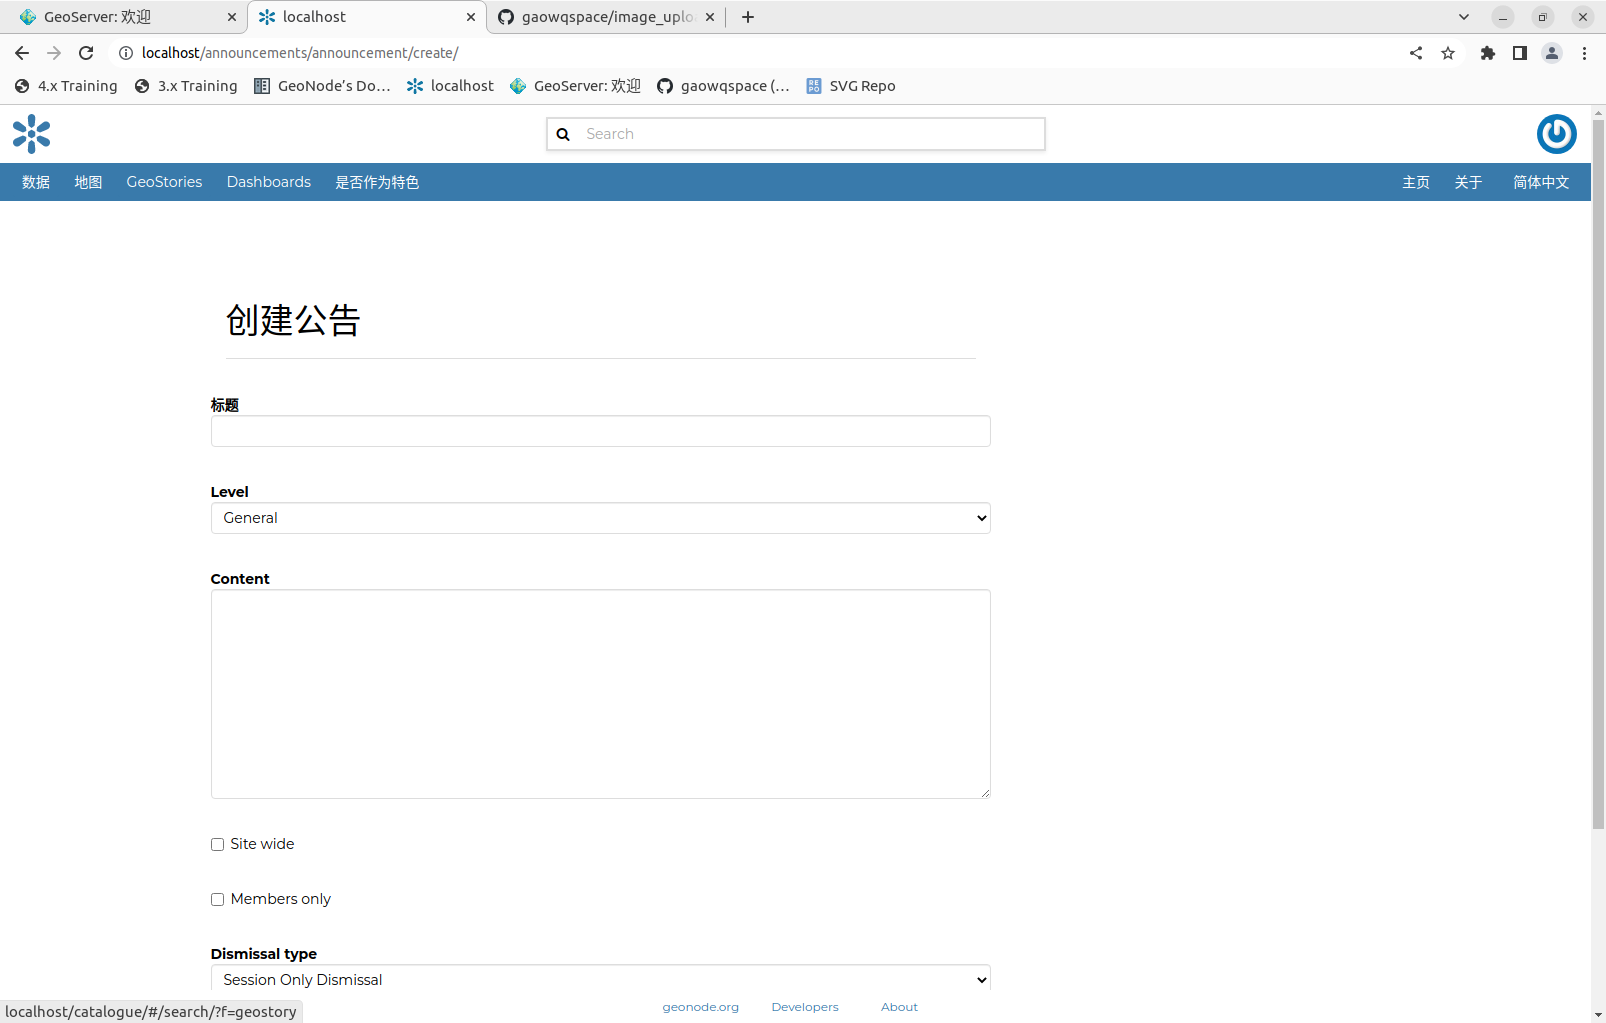 GeoServer: 欢迎
localhost
gaowqspace/image_uplo
localhost/announcements/announcement/create/
4.x Training
3.x Training
GeoNode's Do...
localhost
GeoServer: 欢迎
gaowqspace (...
REPO
SVG Repo
Search
数据
地图
GeoStories
Dashboards
是否作为特色
主页
关于
简体中文
创建公告
标题
Level
General
Content
Site wide
Members only
Dismissal type
Session Only Dismissal
geonode.org
Developers
About
localhost/catalogue/#/search/?f=geostory